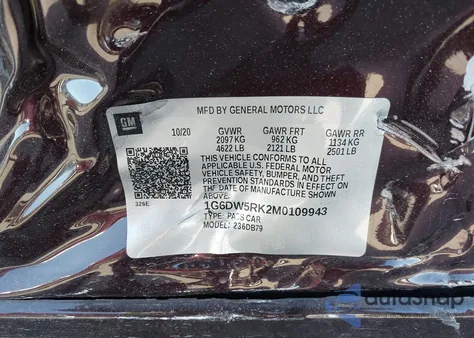 MFD BY GENERAL MOTORS LLC
GM
10/20 GVWR GAWR FRT GAWR RR
2097 KG 962 KG 1134 KG
4622 LB 2121 LB 2501 LB
THIS VEHICLE CONFORMS TO ALL
APPLICABLE U.S. FEDERAL MOTOR
VEHICLE SAFETY, BUMPER, AND THEFT
PREVENTION STANDARDS IN EFFECT ON
THE DATE OF MANUFACTURE SHOWN
ABOVE.
326E
1G6DW5RK2M0109943
TYPE: PASS CAR
MODEL: 236DB79
autosnap